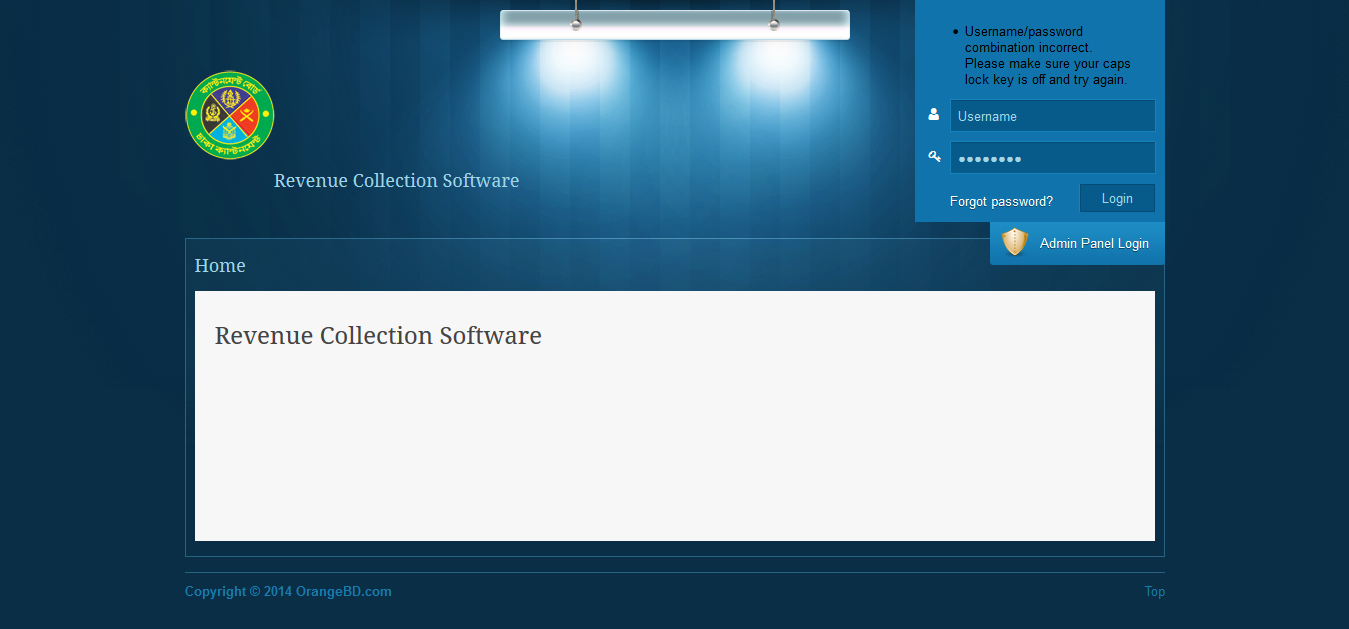 ক্যান্টনমেন্ট বোর্ড
ঢাকা ক্যান্টনমেন্ট
Revenue Collection Software
Username/password
combination incorrect.
Please make sure your caps
lock key is off and try again.
Username
Forgot password?
Login
Admin Panel Login
Home
Revenue Collection Software
Copyright © 2014 OrangeBD.com
Top